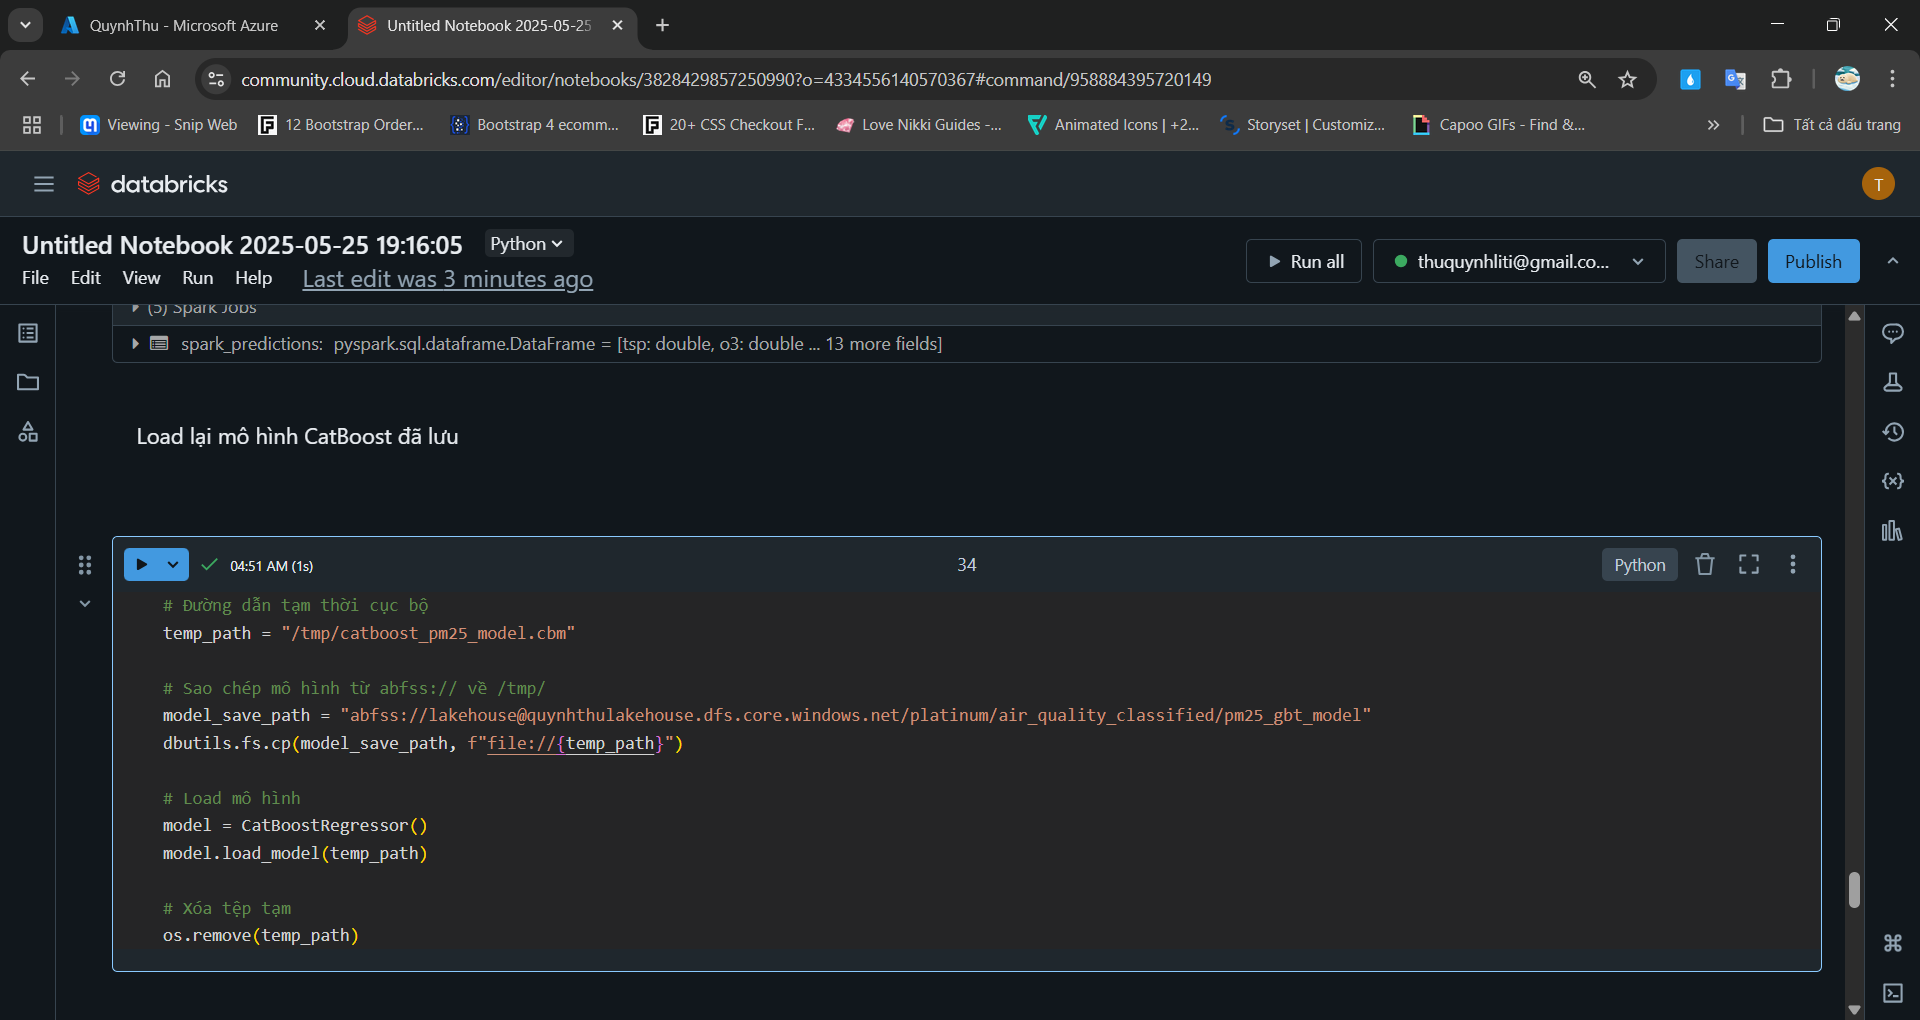 QuynhThu - Microsoft Azure
Untitled Notebook 2025-05-25
community.cloud.databricks.com/editor/notebooks/3828429857250990?o=4334556140570367#command/958884395720149
Viewing - Snip Web
12 Bootstrap Order...
Bootstrap 4 ecomm...
20+ CSS Checkout F...
Love Nikki Guides -...
Animated Icons | +2...
Storyset | Customiz...
Capoo GIFs - Find &...
»
Tất cả dấu trang
databricks
T
Untitled Notebook 2025-05-25 19:16:05
Python
File Edit View Run Help Last edit was 3 minutes ago
Run all
thuquynhliti@gmail.co...
Share
Publish
(5) Spark Jobs
spark_predictions: pyspark.sql.dataframe.DataFrame = [tsp: double, o3: double ... 13 more fields]
Load lại mô hình CatBoost đã lưu
04:51 AM (1s)
34
Python
# Đường dẫn tạm thời cục bộ
temp_path = "/tmp/catboost_pm25_model.cbm"
# Sao chép mô hình từ abfss:// về /tmp/
model_save_path = "abfss://lakehouse@quynhthulakehouse.dfs.core.windows.net/platinum/air_quality_classified/pm25_gbt_model"
dbutils.fs.cp(model_save_path, f"file://{temp_path}")
# Load mô hình
model = CatBoostRegressor()
model.load_model(temp_path)
# Xóa tệp tạm
os.remove(temp_path)